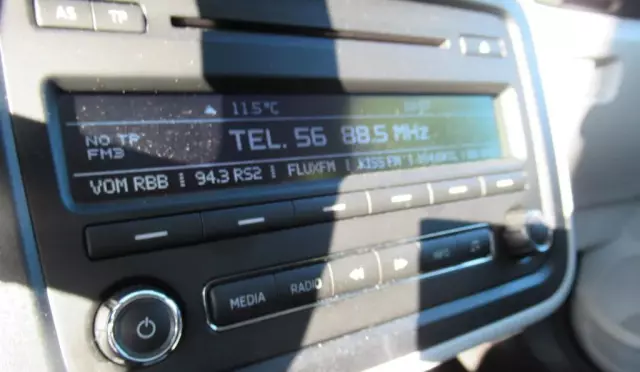 AS TP
11.5°C
NO TP
FM3
TEL. 56 88.5 MHz
VOM RBB 94.3 RS2 FLUXFM KISS FM
MEDIA RADIO